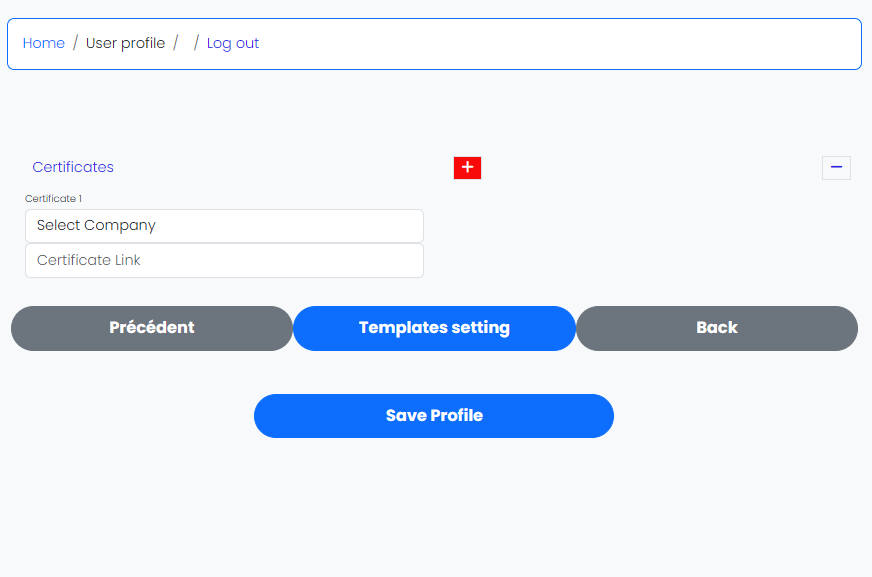 Home / User profile / / Log out
Certificates + −
Certificate 1
Select Company
Certificate Link
Précédent Templates setting Back
Save Profile